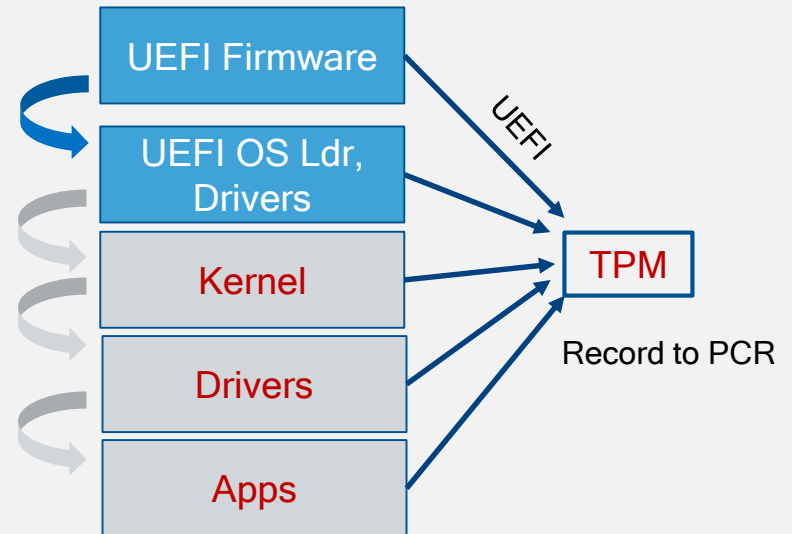 UEFI Firmware
UEFI
UEFI OS Ldr,
Drivers
Kernel
TPM
Record to PCR
Drivers
Apps